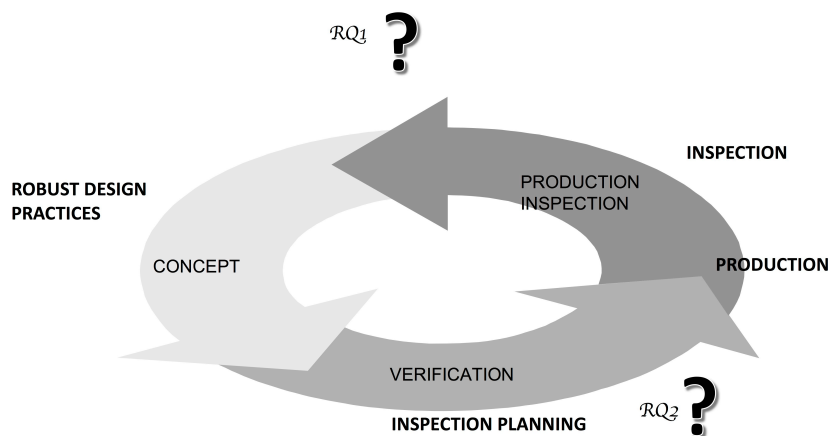 RQ1 ?
INSPECTION
ROBUST DESIGN
PRACTICES
PRODUCTION
INSPECTION
CONCEPT
PRODUCTION
VERIFICATION
INSPECTION PLANNING
RQ2 ?